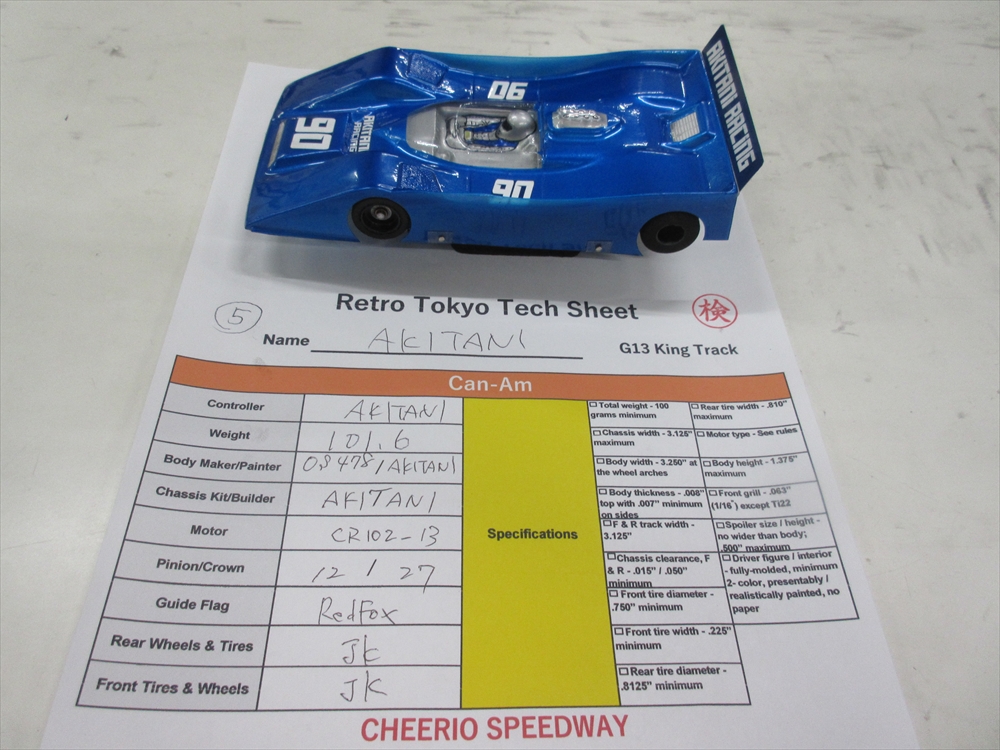 AKITANI RACING
90
90
AKITANI
RACING
90
Retro Tokyo Tech Sheet
検
5
Name AKITANI
G13 King Track
Can-Am
Controller AKITANI
Weight 101.6
Body Maker/Painter OS478/AKITANI
Chassis Kit/Builder AKITANI
Motor CR102-13
Pinion/Crown 12 / 27
Guide Flag RedFox
Rear Wheels & Tires JK
Front Tires & Wheels JK
Specifications
Total weight - 100
grams minimum
Chassis width - 3.125"
maximum
Body width - 3.250" at
the wheel arches
Body thickness - .008"
top with .007" minimum
on sides
F & R track width -
3.125"
Chassis clearance, F
& R - .015" / .050"
minimum
Front tire diameter -
.750" minimum
Front tire width - .225"
minimum
Rear tire diameter -
.8125" minimum
Rear tire width - .810"
maximum
Motor type - See rules
Body height - 1.375"
maximum
Front grill - .063"
(1/16") except Ti22
Spoiler size / height -
no wider than body;
.500" maximum
Driver figure / interior
- fully-molded, minimum
2- color, presentably /
realistically painted, no
paper
CHEERIO SPEEDWAY